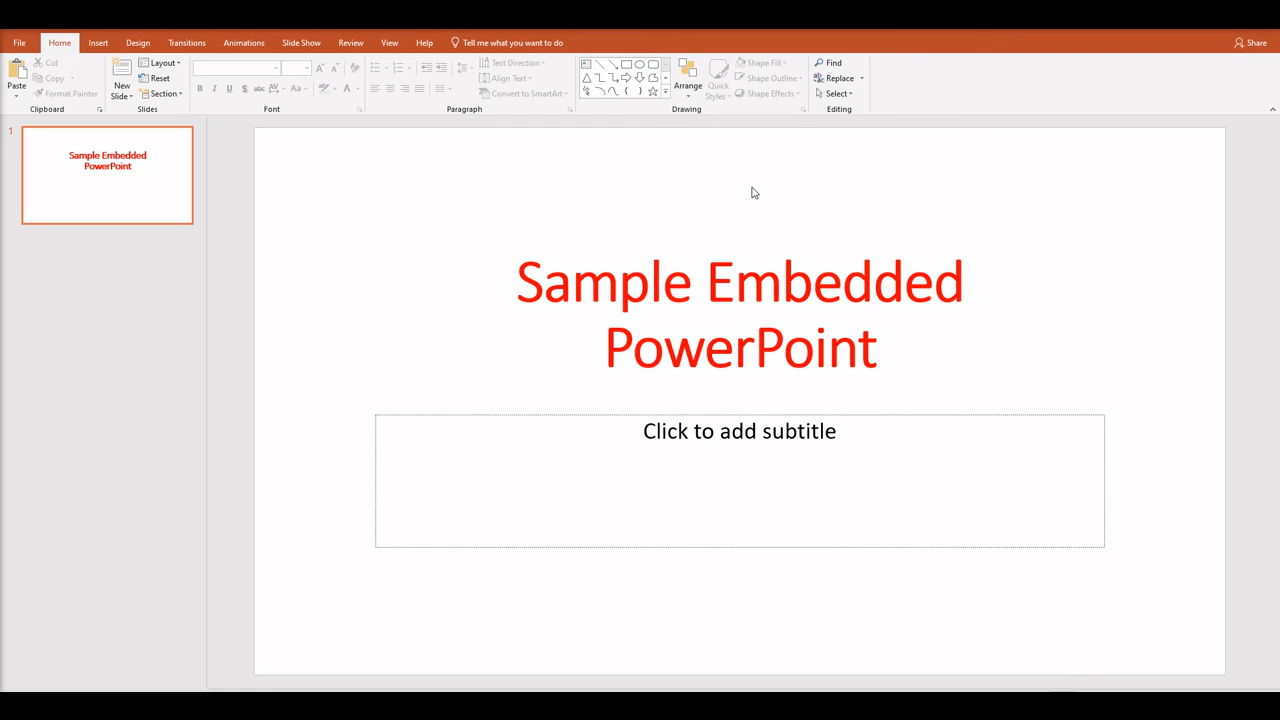 File Home Insert Design Transitions Animations Slide Show Review View Help Tell me what you want to do Share
Paste
Cut
Copy
Format Painter
Clipboard
New
Slide
Layout
Reset
Section
Slides
B I U S abc AV Aa A
Font
Text Direction
Align Text
Convert to SmartArt
Paragraph
Arrange
Quick
Styles
Shape Fill
Shape Outline
Shape Effects
Drawing
Find
Replace
Select
Editing
1
Sample Embedded
PowerPoint
Sample Embedded
PowerPoint
Click to add subtitle